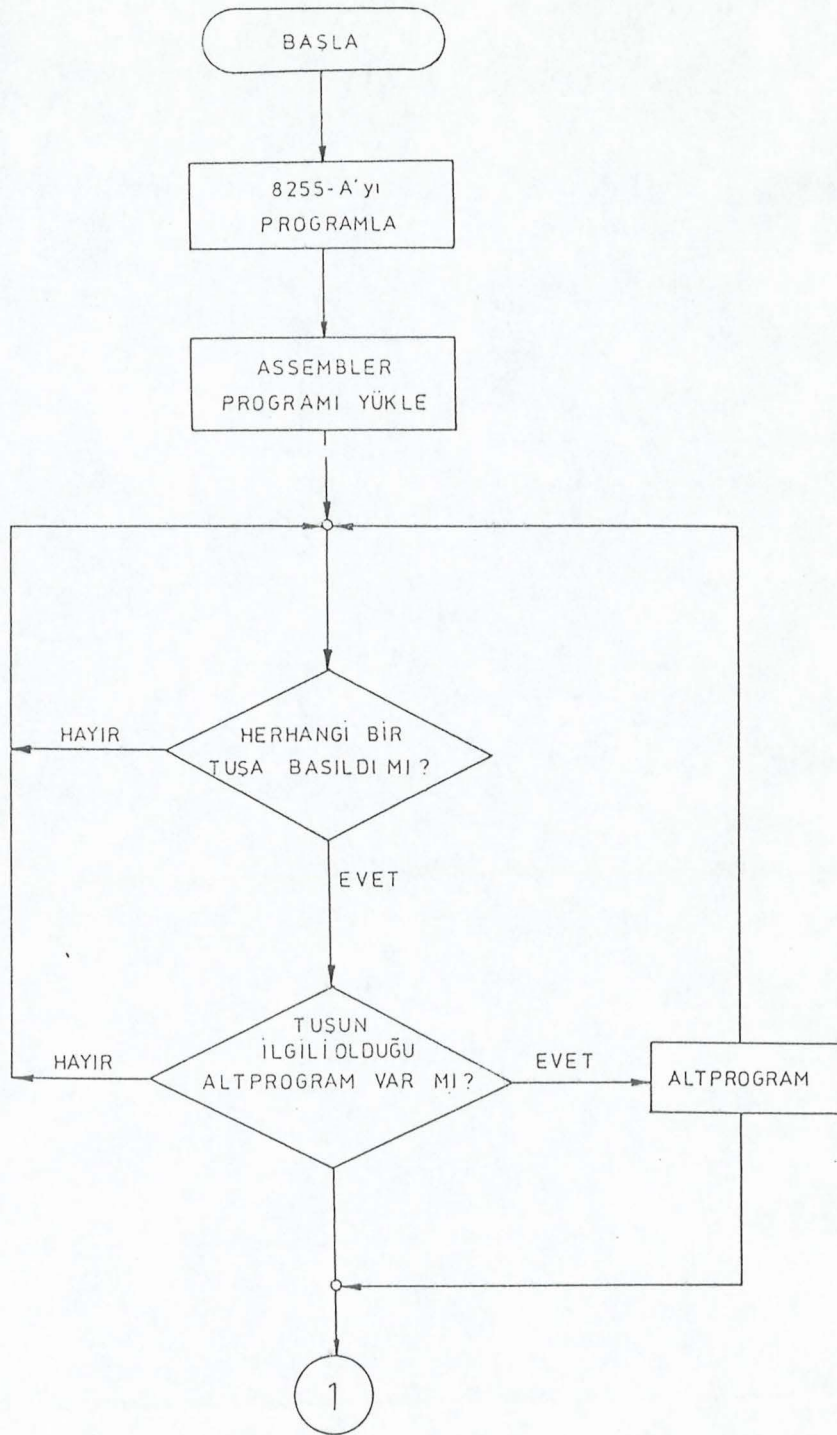 BAŞLA
8255-A'yı
PROGRAMLA
ASSEMBLER
PROGRAMI YÜKLE
HAYIR
HERHANGİ BİR
TUŞA BASILDI MI ?
EVET
TUŞUN
İLGİLİ OLDUĞU
HAYIR
ALTPROGRAM VAR MI ?
EVET
ALTPROGRAM
1